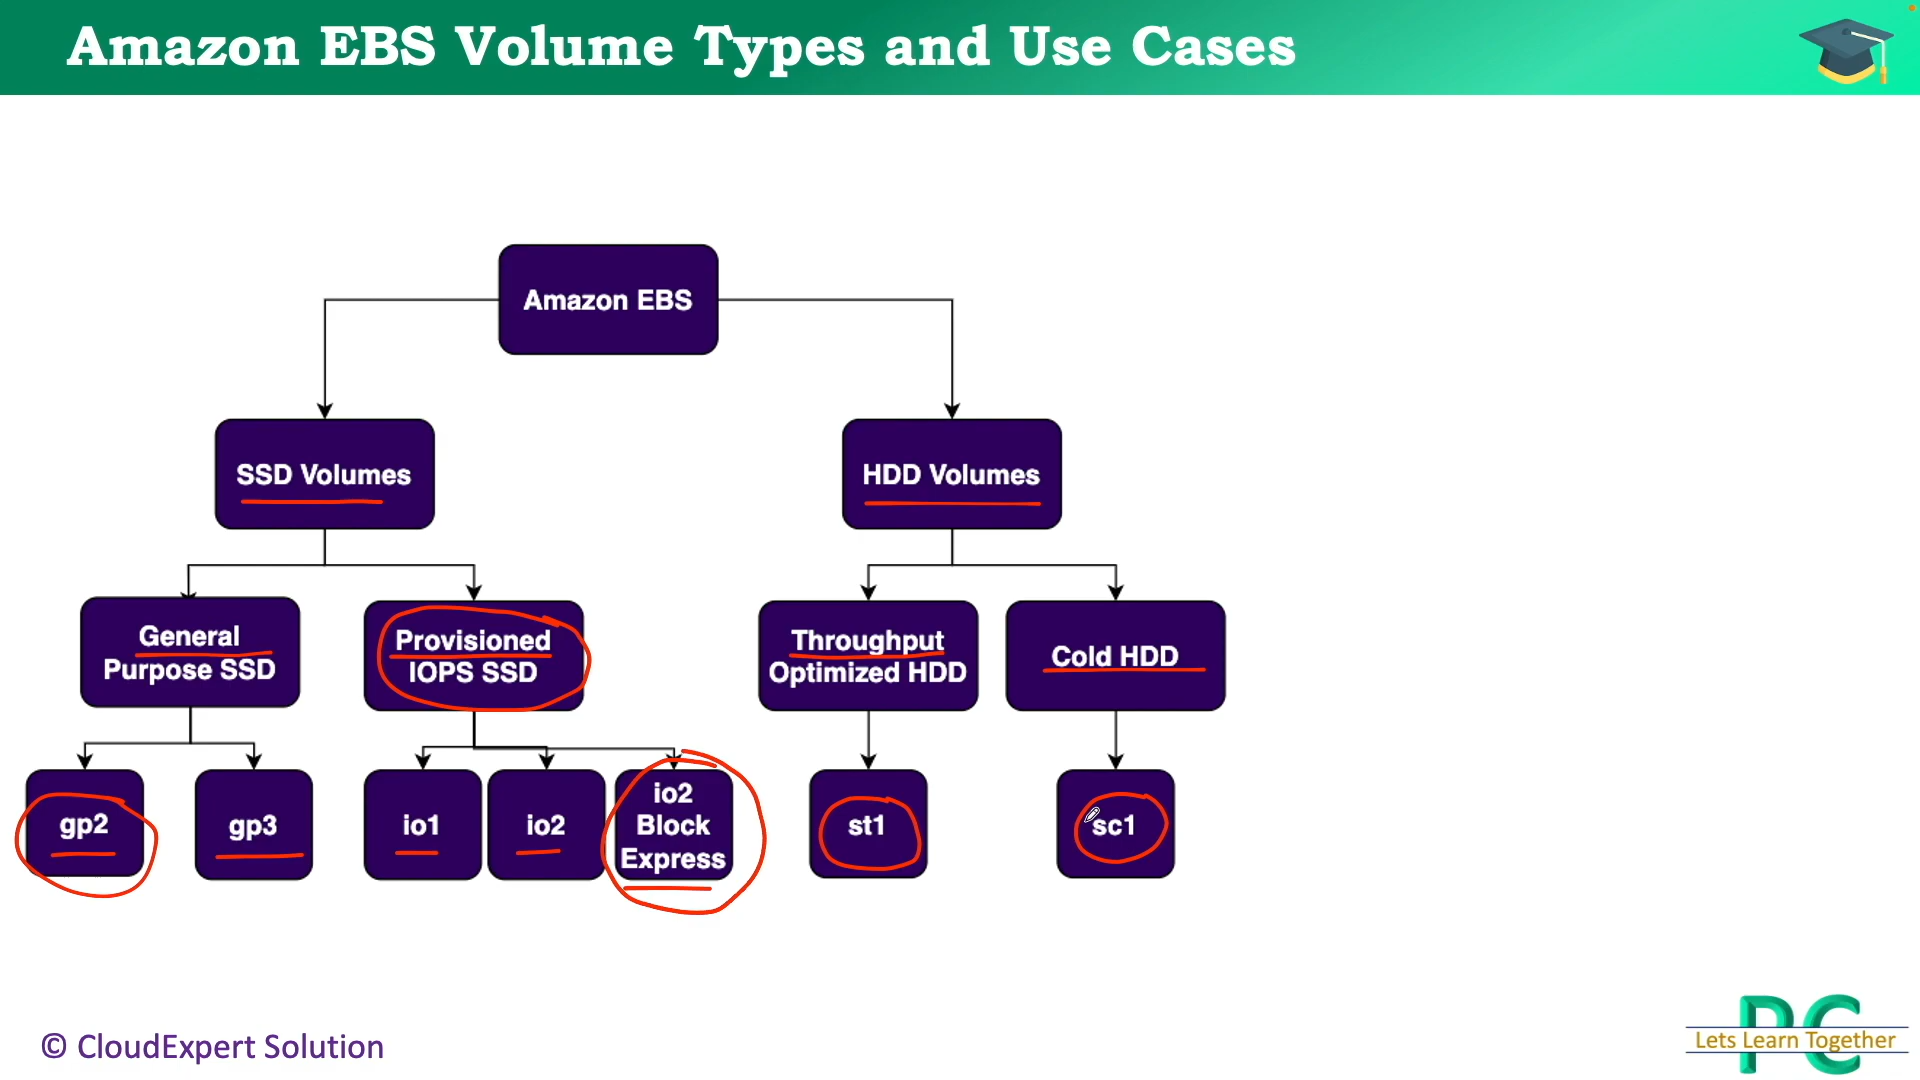 Amazon EBS Volume Types and Use Cases
Amazon EBS
SSD Volumes
HDD Volumes
General
Purpose SSD
Provisioned
IOPS SSD
Throughput
Optimized HDD
Cold HDD
gp2
gp3
io1
io2
io2
Block
Express
st1
sc1
© CloudExpert Solution
PC
Lets Learn Together